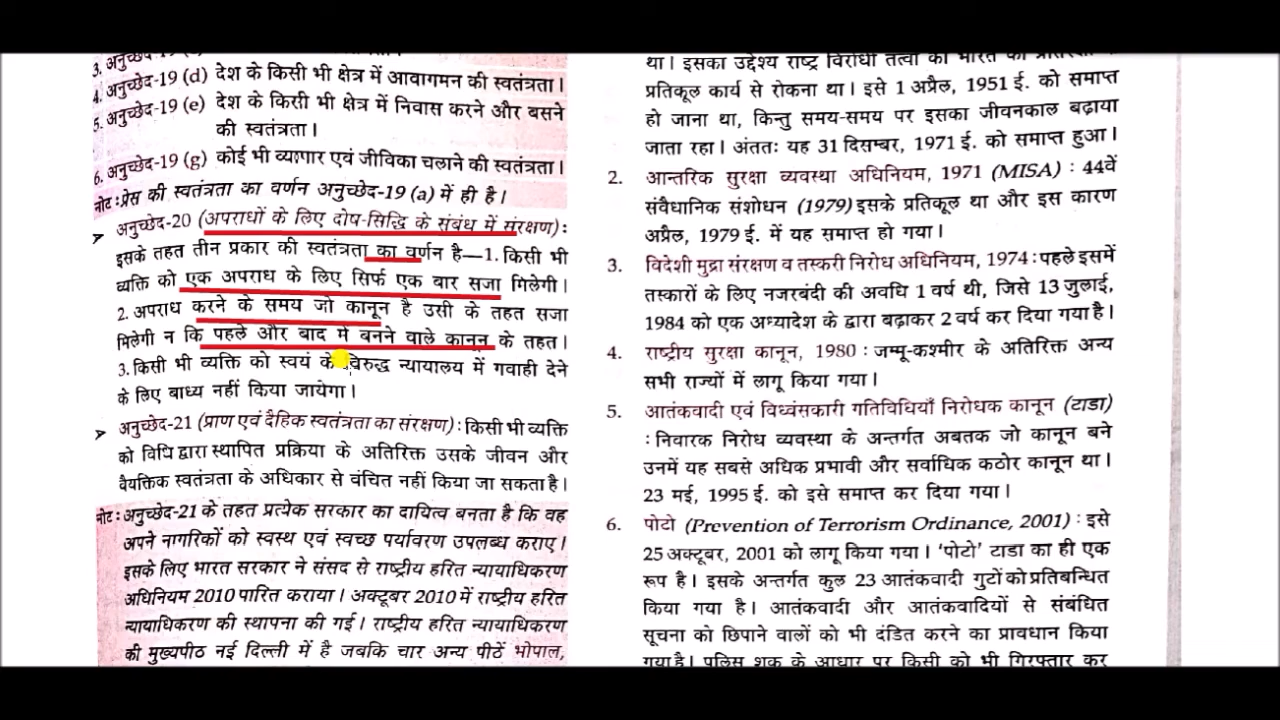 3. अनुच्छेद-19
4. अनुच्छेद-19 (d) देश के किसी भी क्षेत्र में आवागमन की स्वतंत्रता।
5. अनुच्छेद-19 (e) देश के किसी भी क्षेत्र में निवास करने और बसने
की स्वतंत्रता।
6. अनुच्छेद-19 (g) कोई भी व्यापार एवं जीविका चलाने की स्वतंत्रता।
नोट : प्रेस की स्वतंत्रता का वर्णन अनुच्छेद-19 (a) में ही है।
➤ अनुच्छेद-20 (अपराधों के लिए दोष-सिद्धि के संबंध में संरक्षण) :
इसके तहत तीन प्रकार की स्वतंत्रता का वर्णन है—1. किसी भी
व्यक्ति को एक अपराध के लिए सिर्फ एक बार सजा मिलेगी।
2. अपराध करने के समय जो कानून है उसी के तहत सजा
मिलेगी न कि पहले और बाद में बनने वाले कानून के तहत।
3. किसी भी व्यक्ति को स्वयं के विरुद्ध न्यायालय में गवाही देने
के लिए बाध्य नहीं किया जायेगा।
➤ अनुच्छेद-21 (प्राण एवं दैहिक स्वतंत्रता का संरक्षण) : किसी भी व्यक्ति
को विधि द्वारा स्थापित प्रक्रिया के अतिरिक्त उसके जीवन और
वैयक्तिक स्वतंत्रता के अधिकार से वंचित नहीं किया जा सकता है।
नोट : अनुच्छेद-21 के तहत प्रत्येक सरकार का दायित्व बनता है कि वह
अपने नागरिकों को स्वस्थ एवं स्वच्छ पर्यावरण उपलब्ध कराए।
इसके लिए भारत सरकार ने संसद से राष्ट्रीय हरित न्यायाधिकरण
अधिनियम 2010 पारित कराया। अक्टूबर 2010 में राष्ट्रीय हरित
न्यायाधिकरण की स्थापना की गई। राष्ट्रीय हरित न्यायाधिकरण
की मुख्यपीठ नई दिल्ली में है जबकि चार अन्य पीठें भोपाल,
था। इसका उद्देश्य राष्ट्र विरोधी तत्वों को भारत की
प्रतिकूल कार्य से रोकना था। इसे 1 अप्रैल, 1951 ई. को समाप्त
हो जाना था, किन्तु समय-समय पर इसका जीवनकाल बढ़ाया
जाता रहा। अंततः यह 31 दिसम्बर, 1971 ई. को समाप्त हुआ।
2. आन्तरिक सुरक्षा व्यवस्था अधिनियम, 1971 (MISA) : 44वें
संवैधानिक संशोधन (1979) इसके प्रतिकूल था और इस कारण
अप्रैल, 1979 ई. में यह समाप्त हो गया।
3. विदेशी मुद्रा संरक्षण व तस्करी निरोध अधिनियम, 1974 : पहले इसमें
तस्कारों के लिए नजरबंदी की अवधि 1 वर्ष थी, जिसे 13 जुलाई,
1984 को एक अध्यादेश के द्वारा बढ़ाकर 2 वर्ष कर दिया गया है।
4. राष्ट्रीय सुरक्षा कानून, 1980 : जम्मू-कश्मीर के अतिरिक्त अन्य
सभी राज्यों में लागू किया गया।
5. आतंकवादी एवं विध्वंसकारी गतिविधियाँ निरोधक कानून (टाडा)
: निवारक निरोध व्यवस्था के अन्तर्गत अबतक जो कानून बने
उनमें यह सबसे अधिक प्रभावी और सर्वाधिक कठोर कानून था।
23 मई, 1995 ई. को इसे समाप्त कर दिया गया।
6. पोटो (Prevention of Terrorism Ordinance, 2001) : इसे
25 अक्टूबर, 2001 को लागू किया गया। 'पोटो' टाडा का ही एक
रूप है। इसके अन्तर्गत कुल 23 आतंकवादी गुटों को प्रतिबन्धित
किया गया है। आतंकवादी और आतंकवादियों से संबंधित
सूचना को छिपाने वालों को भी दंडित करने का प्रावधान किया
गया है। पुलिस शक के आधार पर किसी को भी गिरफ्तार कर